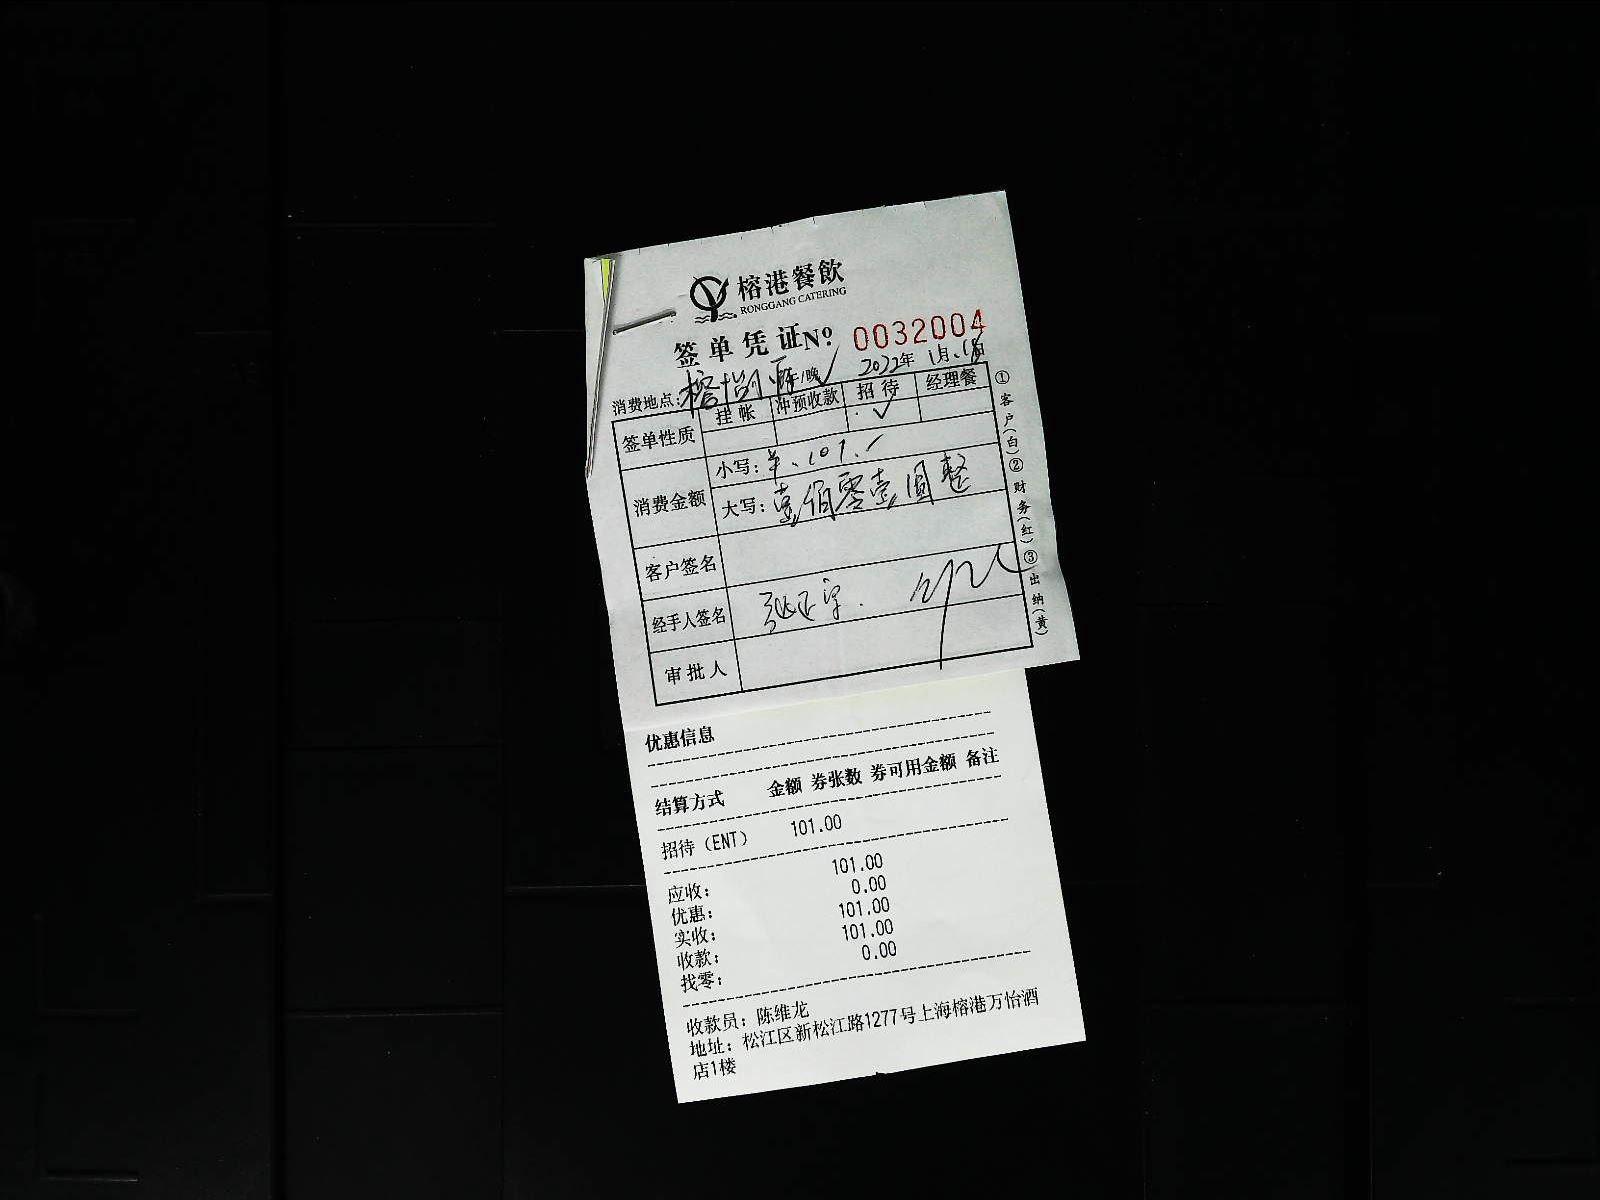 榕港餐飲
RONGGANG CATERING
签单凭证No. 0032004
2022年 1月.18日
消费地点: 午/晚✓
签单性质 挂帐 冲预收款 招待 经理餐
✓
消费金额 小写: ¥.101.-
大写: 壹佰零壹圆整
客户签名
经手人签名
审批人
①客户(白)②财务(红)③出纳(黄)
优惠信息
结算方式 金额 券张数 券可用金额 备注
招待(ENT) 101.00
应收: 101.00
优惠: 0.00
实收: 101.00
收款: 101.00
找零: 0.00
收款员: 陈维龙
地址: 松江区新松江路1277号上海榕港万怡酒
店1楼